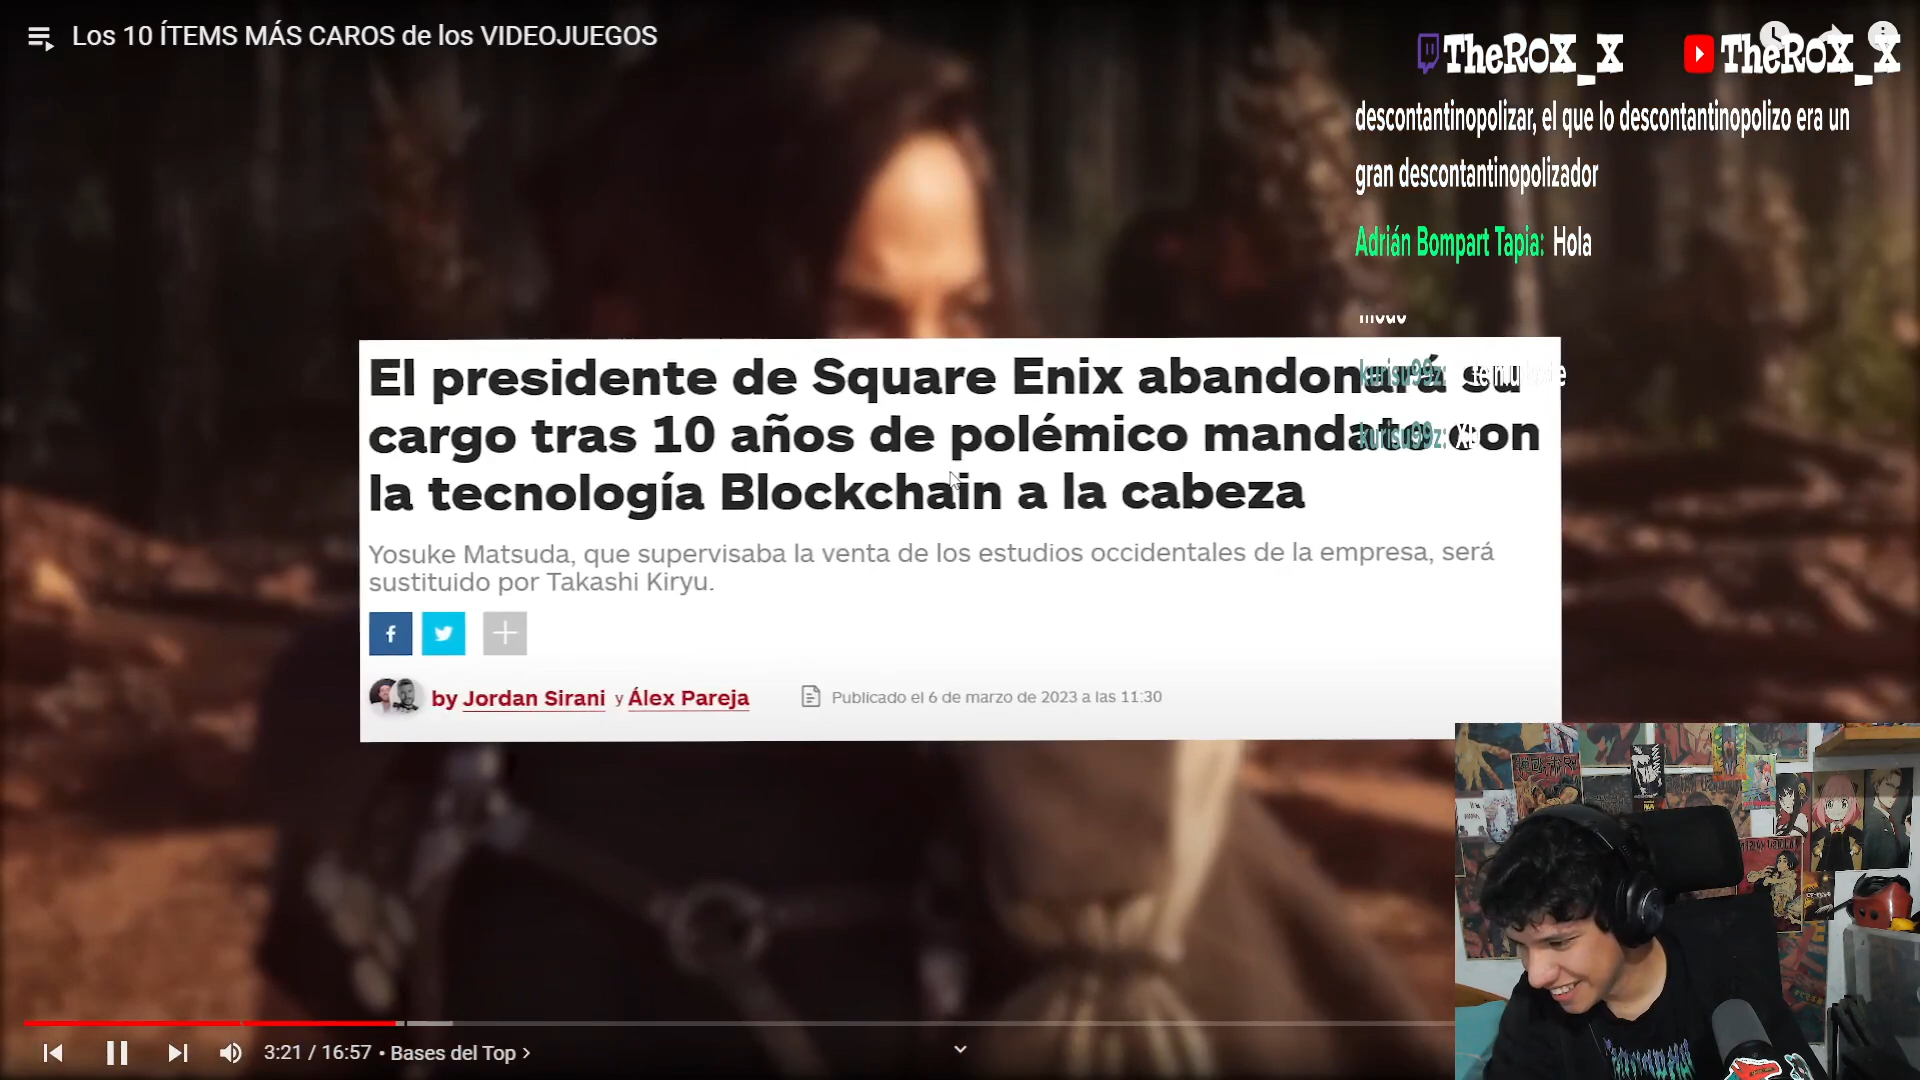 Los 10 ÍTEMS MÁS CAROS de los VIDEOJUEGOS
TheRoX_X
TheRoX_X
descontantinopolizar, el que lo descontantinopolizo era un
gran descontantinopolizador
Adrián Bompart Tapia: Hola
kurisu99z:
kurisu99z: XD
El presidente de Square Enix abandonará su
cargo tras 10 años de polémico mandato con
la tecnología Blockchain a la cabeza
Yosuke Matsuda, que supervisaba la venta de los estudios occidentales de la empresa, será
sustituido por Takashi Kiryu.
by Jordan Sirani y Álex Pareja
Publicado el 6 de marzo de 2023 a las 11:30
3:21 / 16:57 • Bases del Top >